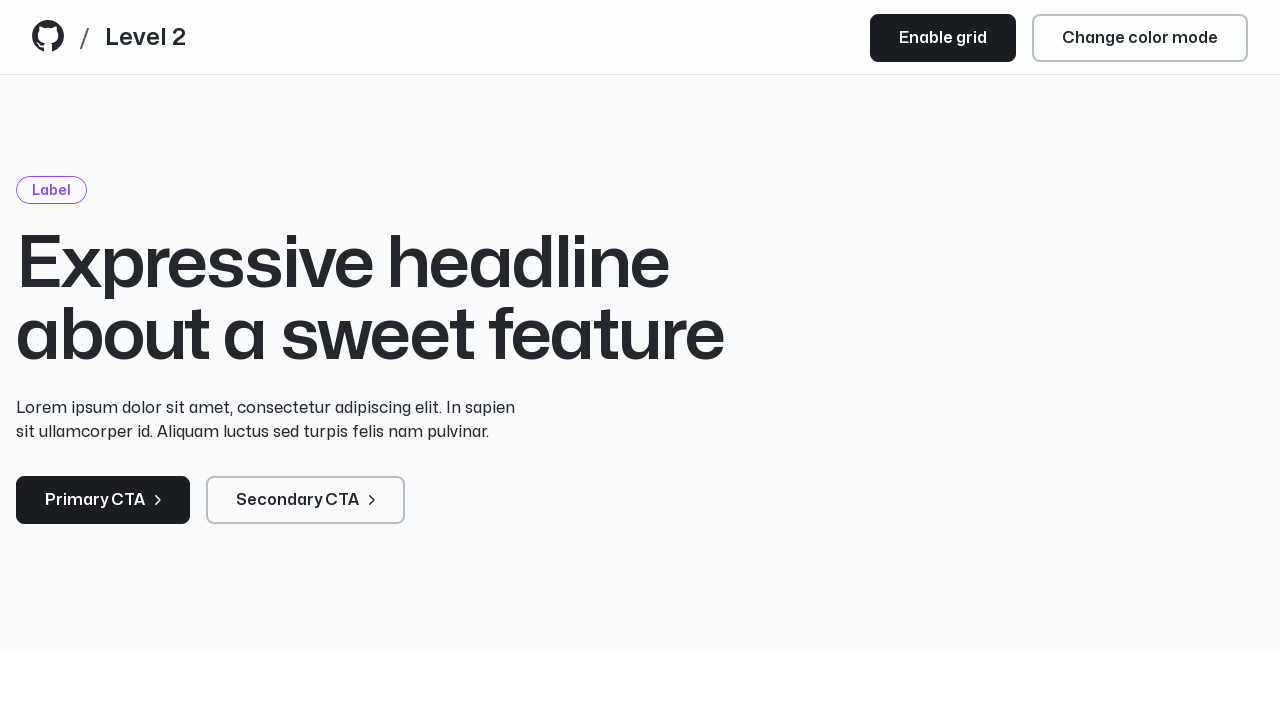 / Level 2
Enable grid
Change color mode
Label
Expressive headline
about a sweet feature
Lorem ipsum dolor sit amet, consectetur adipiscing elit. In sapien
sit ullamcorper id. Aliquam luctus sed turpis felis nam pulvinar.
Primary CTA
Secondary CTA